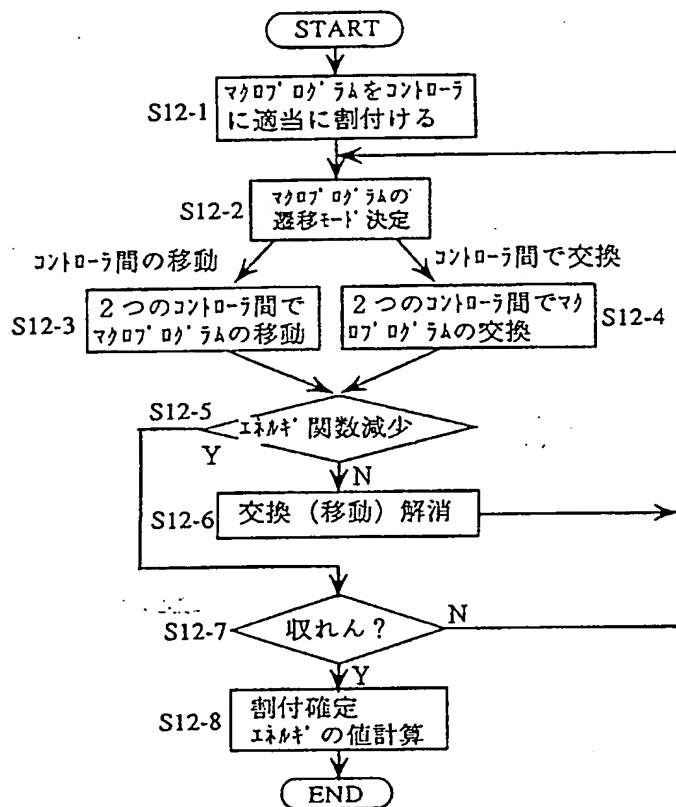 START
S12-1
ﾏｸﾛﾌﾟﾛｸﾞﾗﾑをｺﾝﾄﾛｰﾗ
に適当に割付ける
S12-2
ﾏｸﾛﾌﾟﾛｸﾞﾗﾑの
遷移ﾓｰﾄﾞ決定
ｺﾝﾄﾛｰﾗ間の移動
ｺﾝﾄﾛｰﾗ間で交換
S12-3
２つのｺﾝﾄﾛｰﾗ間で
ﾏｸﾛﾌﾟﾛｸﾞﾗﾑの移動
２つのｺﾝﾄﾛｰﾗ間でﾏｸ
ﾛﾌﾟﾛｸﾞﾗﾑの交換
S12-4
S12-5
ｴﾈﾙｷﾞ関数減少
Y
N
S12-6
交換（移動）解消
S12-7
収れん？
N
Y
S12-8
割付確定
ｴﾈﾙｷﾞの値計算
END